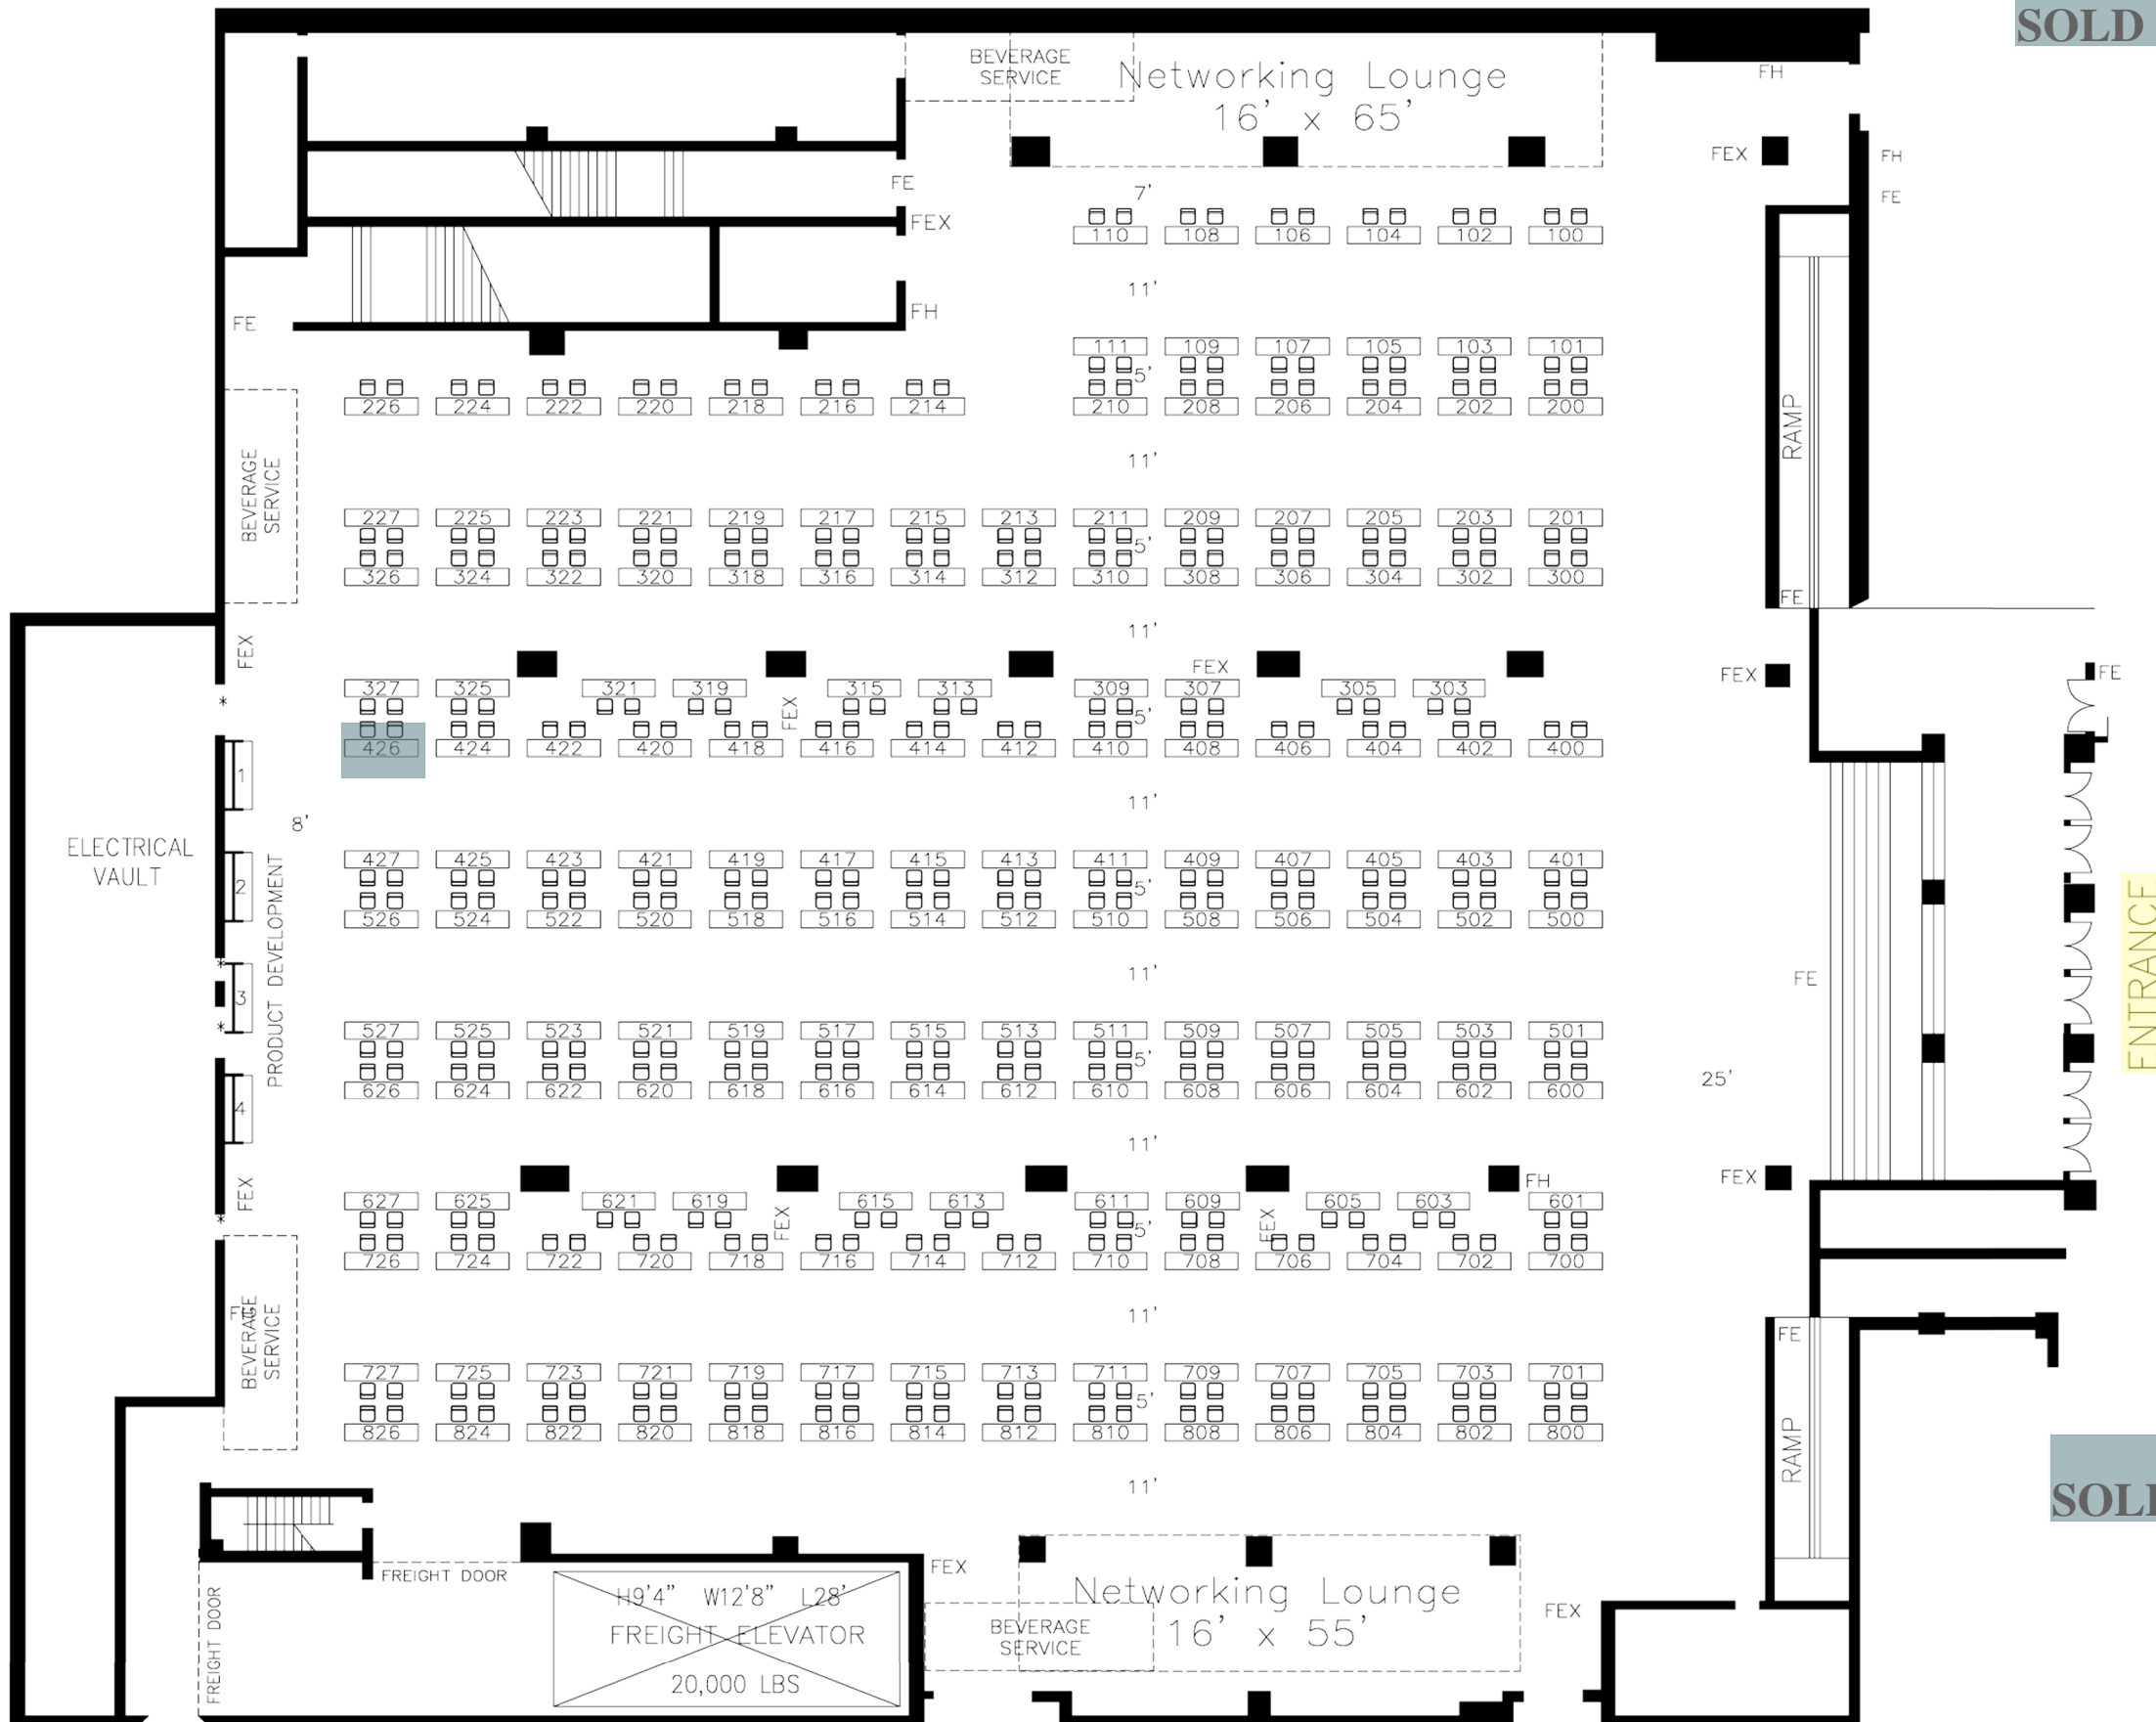 SOLD
BEVERAGE
SERVICE
Networking Lounge
16' x 65'
FH
FEX
FH
FE
FE
7'
FEX
110 108 106 104 102 100
11'
FH
FE
111 109 107 105 103 101
5'
226 224 222 220 218 216 214 210 208 206 204 202 200
RAMP
BEVERAGE
SERVICE
11'
227 225 223 221 219 217 215 213 211 209 207 205 203 201
5'
326 324 322 320 318 316 314 312 310 308 306 304 302 300
FE
11'
FEX
FEX
FEX
FE
327 325 321 319 315 313 309 307 305 303
FEX
5'
426 424 422 420 418 416 414 412 410 408 406 404 402 400
1
11'
8'
ELECTRICAL
VAULT
427 425 423 421 419 417 415 413 411 409 407 405 403 401
2
5'
526 524 522 520 518 516 514 512 510 508 506 504 502 500
PRODUCT DEVELOPMENT
ENTRANCE
11'
FE
3
527 525 523 521 519 517 515 513 511 509 507 505 503 501
5'
25'
626 624 622 620 618 616 614 612 610 608 606 604 602 600
4
11'
FEX
FH
FEX
627 625 621 619 615 613 611 609 605 603 601
FEX
5'
FEX
726 724 722 720 718 716 714 712 710 708 706 704 702 700
11'
BEVERAGE
SERVICE
FE
727 725 723 721 719 717 715 713 711 709 707 705 703 701
5'
826 824 822 820 818 816 814 812 810 808 806 804 802 800
RAMP
11'
SOLD
FREIGHT DOOR
FEX
FREIGHT DOOR
H9'4" W12'8" L28'
FREIGHT ELEVATOR
20,000 LBS
Networking Lounge
16' x 55'
BEVERAGE
SERVICE
FEX